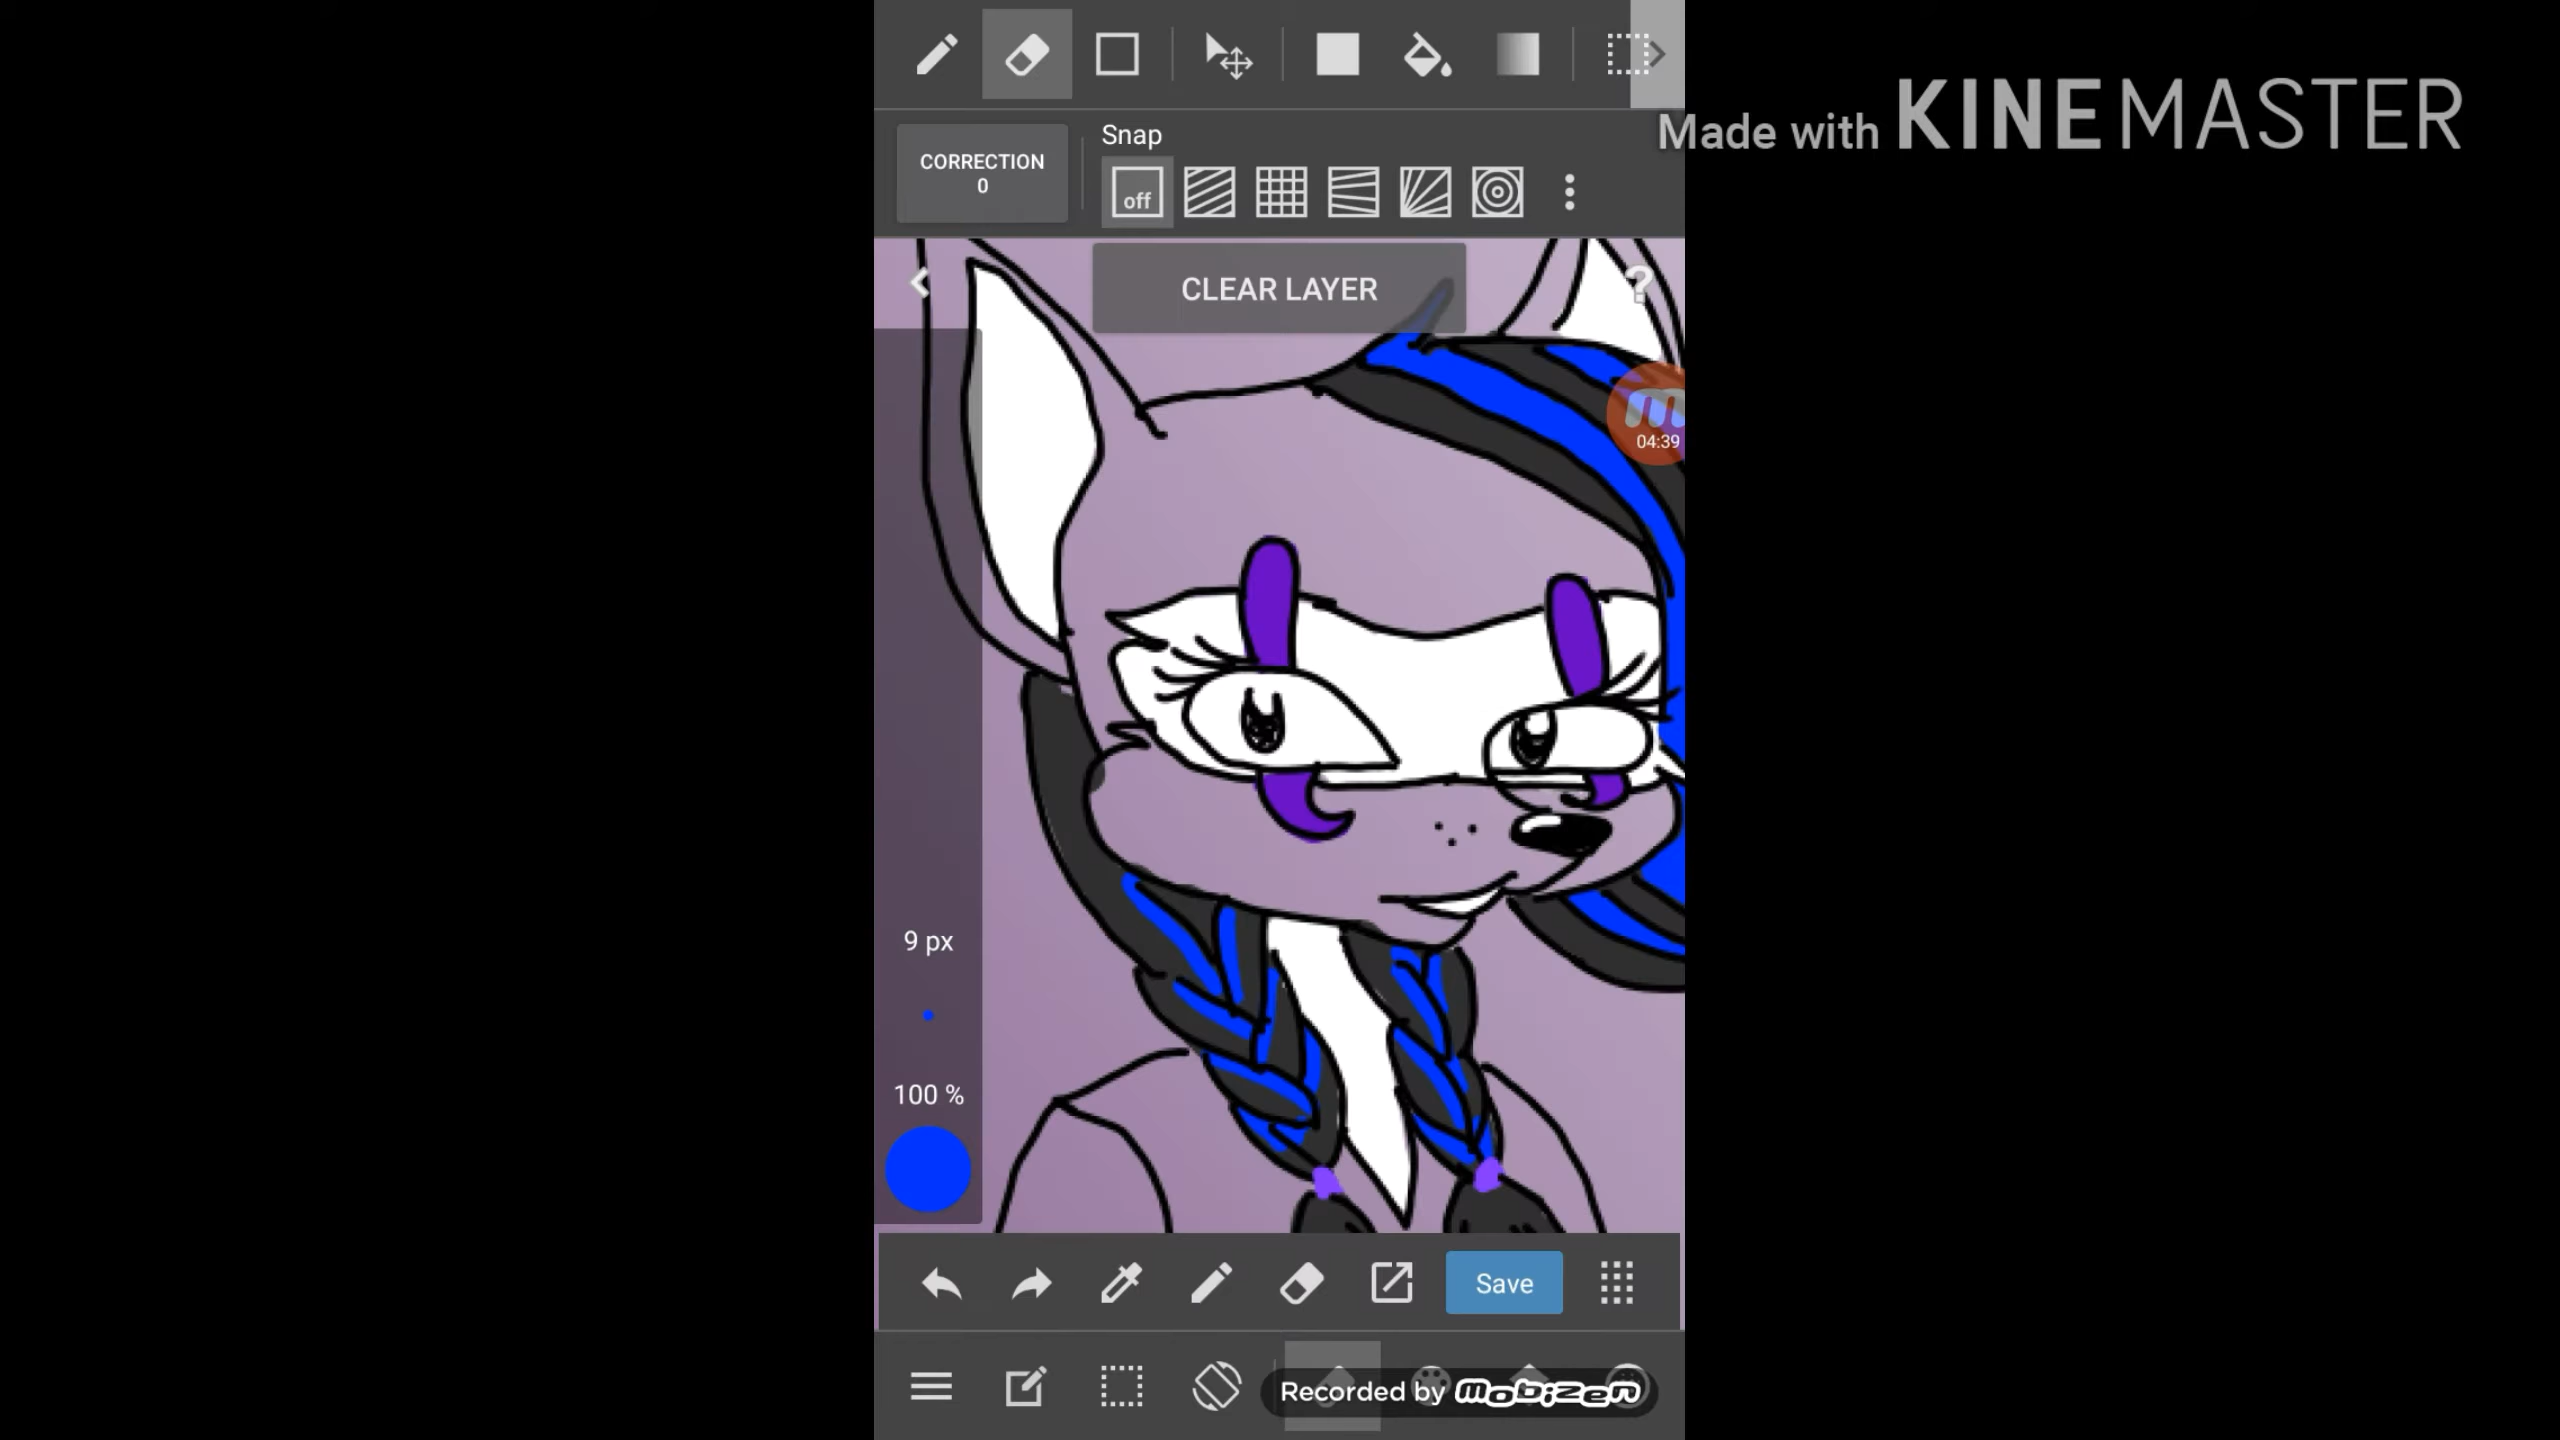 Made with KINEMASTER
CORRECTION
0
Snap
off
CLEAR LAYER
?
04:39
9 px
100 %
Save
Recorded by mobizen